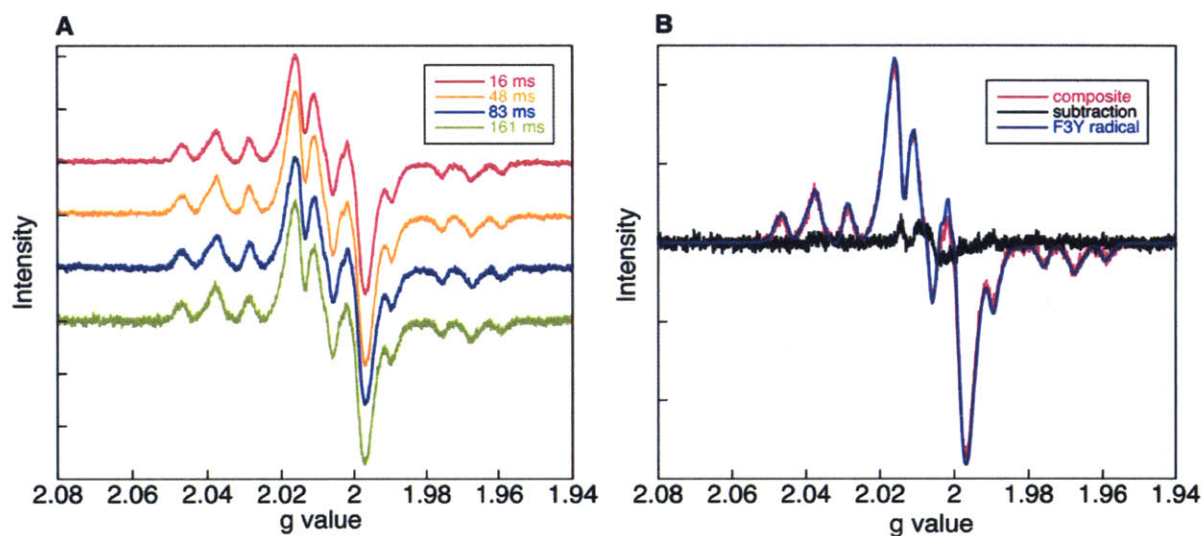 A
16 ms
48 ms
83 ms
161 ms
Intensity
2.08 2.06 2.04 2.02 2 1.98 1.96 1.94
g value
B
composite
subtraction
F3Y radical
Intensity
2.08 2.06 2.04 2.02 2 1.98 1.96 1.94
g value